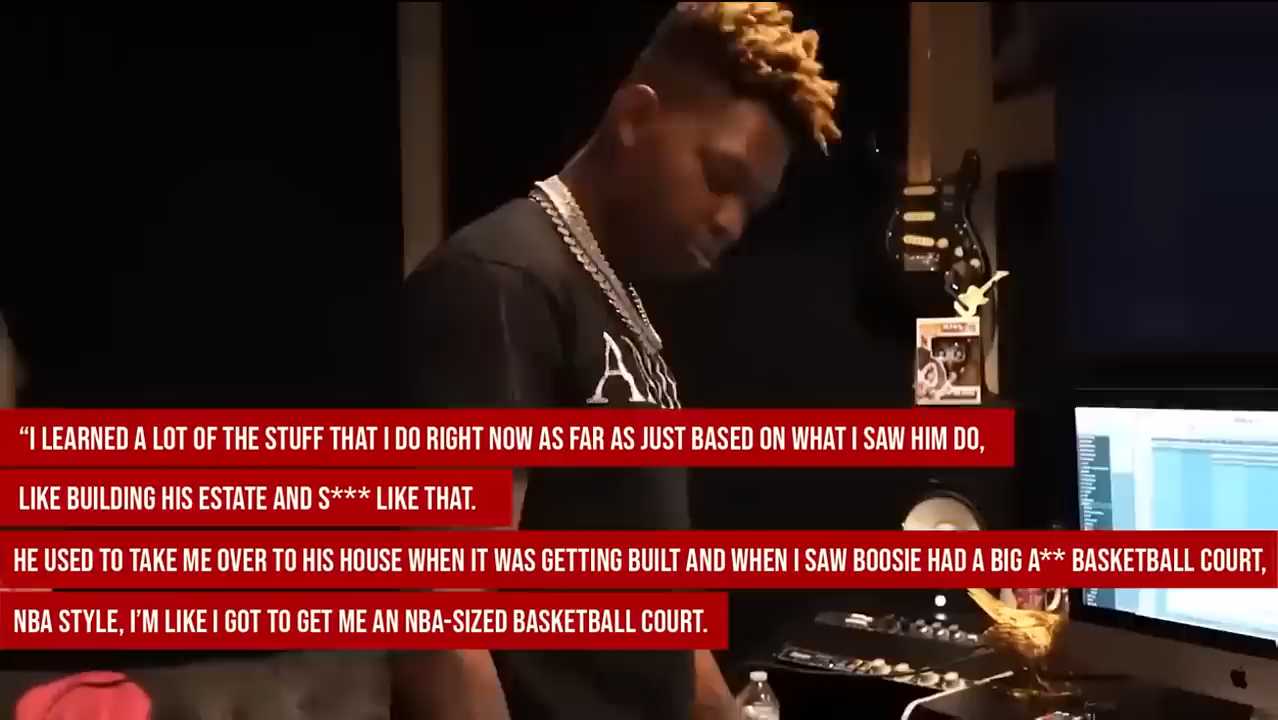 A
“I LEARNED A LOT OF THE STUFF THAT I DO RIGHT NOW AS FAR AS JUST BASED ON WHAT I SAW HIM DO,
LIKE BUILDING HIS ESTATE AND S*** LIKE THAT.
HE USED TO TAKE ME OVER TO HIS HOUSE WHEN IT WAS GETTING BUILT AND WHEN I SAW BOOSIE HAD A BIG A** BASKETBALL COURT,
NBA STYLE, I’M LIKE I GOT TO GET ME AN NBA-SIZED BASKETBALL COURT.